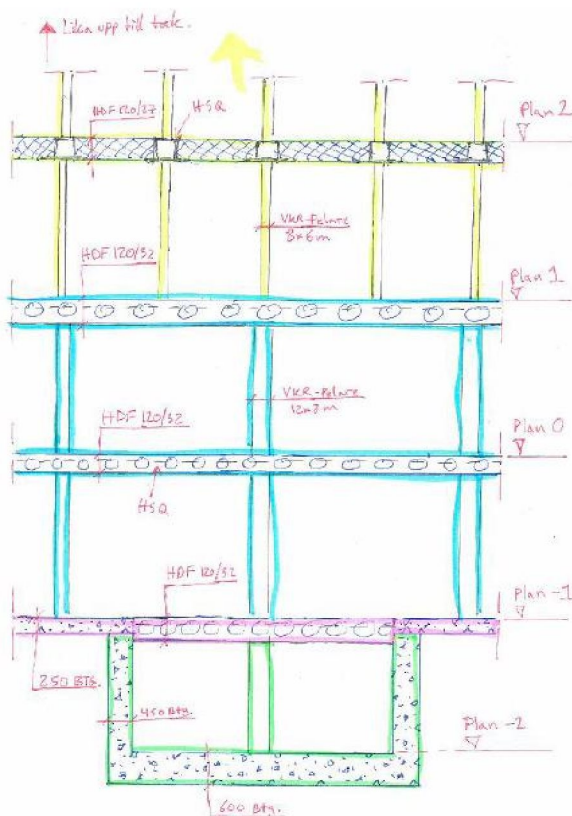 Lika upp till tak.
HDF 120/27
HSQ
Plan 2
VKR-Pelare
8x6m
HDF 120/32
Plan 1
VKR-Pelare
HDF 120/32
Plan 0
HSQ
HDF 120/32
Plan -1
250 Btg.
450 Btg.
Plan -2
600 Btg.